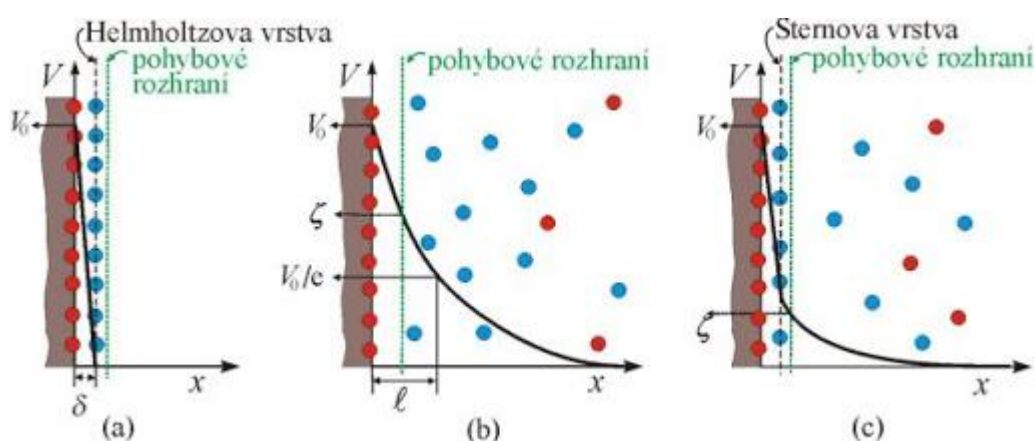 Helmholtzova vrstva
V
pohybové
rozhraní
V₀
δ
x
(a)
V
pohybové rozhraní
V₀
ζ
V₀/e
ℓ
x
(b)
Sternova vrstva
V
pohybové rozhraní
V₀
ζ
x
(c)